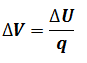 ΔV = ΔU / q